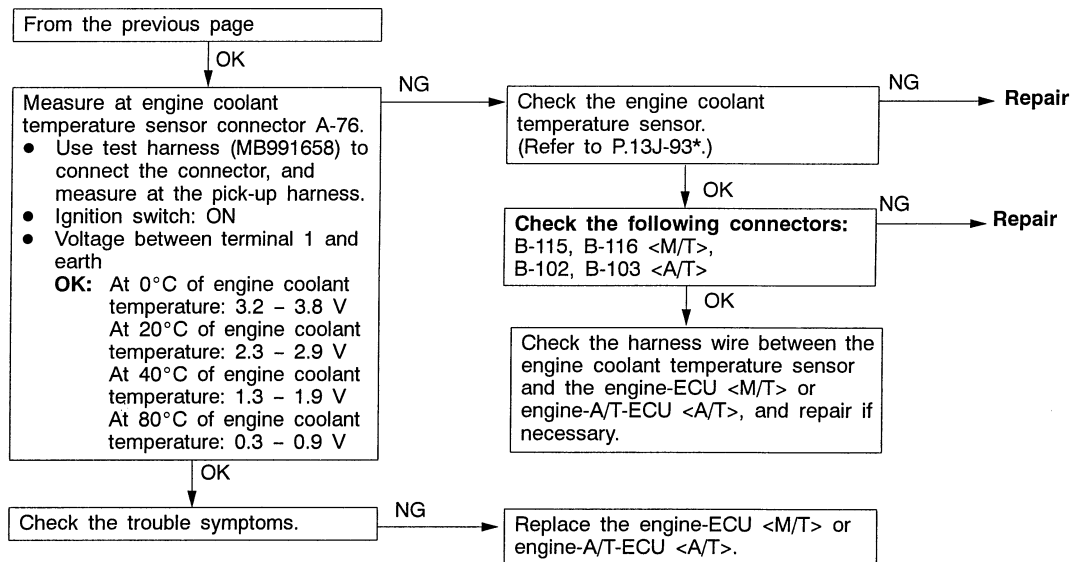 From the previous page
OK
Measure at engine coolant
temperature sensor connector A-76.
● Use test harness (MB991658) to
connect the connector, and
measure at the pick-up harness.
● Ignition switch: ON
● Voltage between terminal 1 and
earth
OK: At 0°C of engine coolant
temperature: 3.2 – 3.8 V
At 20°C of engine coolant
temperature: 2.3 – 2.9 V
At 40°C of engine coolant
temperature: 1.3 – 1.9 V
At 80°C of engine coolant
temperature: 0.3 – 0.9 V
NG
Check the engine coolant
temperature sensor.
(Refer to P.13J-93*.)
NG
Repair
OK
Check the following connectors:
B-115, B-116 <M/T>,
B-102, B-103 <A/T>
NG
Repair
OK
Check the harness wire between the
engine coolant temperature sensor
and the engine-ECU <M/T> or
engine-A/T-ECU <A/T>, and repair if
necessary.
OK
Check the trouble symptoms.
NG
Replace the engine-ECU <M/T> or
engine-A/T-ECU <A/T>.